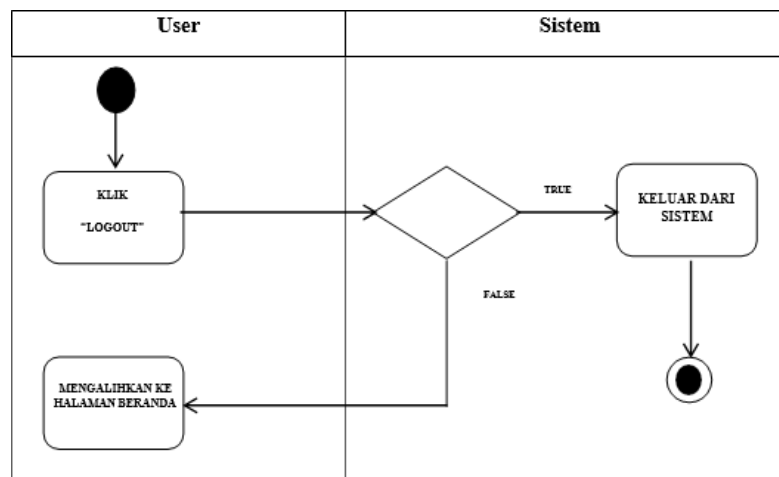 User
Sistem
KLIK
"LOGOUT"
TRUE
KELUAR DARI
SISTEM
FALSE
MENGALIHKAN KE
HALAMAN BERANDA